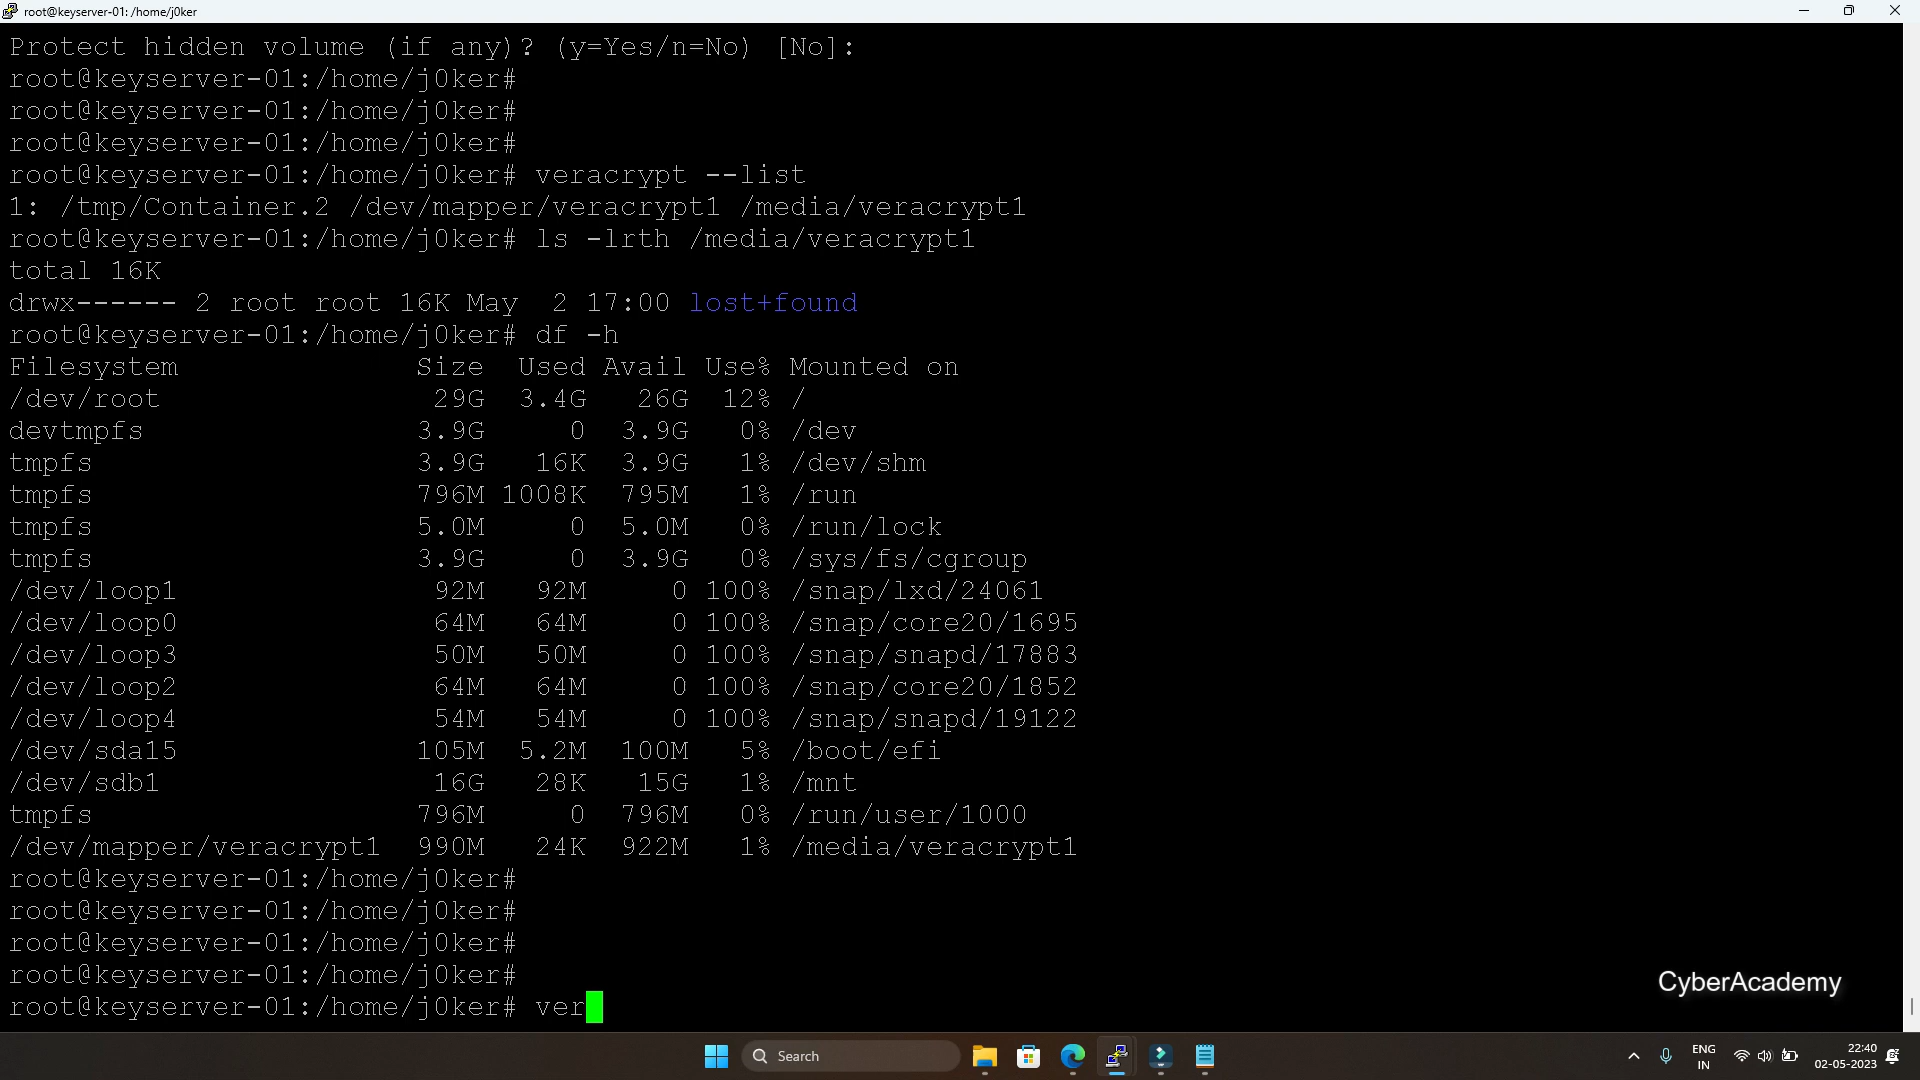 root@keyserver-01: /home/j0ker
Protect hidden volume (if any)? (y=Yes/n=No) [No]:
root@keyserver-01:/home/j0ker#
root@keyserver-01:/home/j0ker#
root@keyserver-01:/home/j0ker#
root@keyserver-01:/home/j0ker# veracrypt --list
1: /tmp/Container.2 /dev/mapper/veracrypt1 /media/veracrypt1
root@keyserver-01:/home/j0ker# ls -lrth /media/veracrypt1
total 16K
drwx------ 2 root root 16K May  2 17:00 lost+found
root@keyserver-01:/home/j0ker# df -h
Filesystem              Size  Used Avail Use% Mounted on
/dev/root                29G  3.4G   26G  12% /
devtmpfs                3.9G     0  3.9G   0% /dev
tmpfs                   3.9G   16K  3.9G   1% /dev/shm
tmpfs                   796M 1008K  795M   1% /run
tmpfs                   5.0M     0  5.0M   0% /run/lock
tmpfs                   3.9G     0  3.9G   0% /sys/fs/cgroup
/dev/loop1               92M   92M     0 100% /snap/lxd/24061
/dev/loop0               64M   64M     0 100% /snap/core20/1695
/dev/loop3               50M   50M     0 100% /snap/snapd/17883
/dev/loop2               64M   64M     0 100% /snap/core20/1852
/dev/loop4               54M   54M     0 100% /snap/snapd/19122
/dev/sda15              105M  5.2M  100M   5% /boot/efi
/dev/sdb1                16G   28K   15G   1% /mnt
tmpfs                   796M     0  796M   0% /run/user/1000
/dev/mapper/veracrypt1  990M   24K  922M   1% /media/veracrypt1
root@keyserver-01:/home/j0ker#
root@keyserver-01:/home/j0ker#
root@keyserver-01:/home/j0ker#
root@keyserver-01:/home/j0ker#
root@keyserver-01:/home/j0ker# ver
CyberAcademy
Search
ENG
IN
22:40
02-05-2023